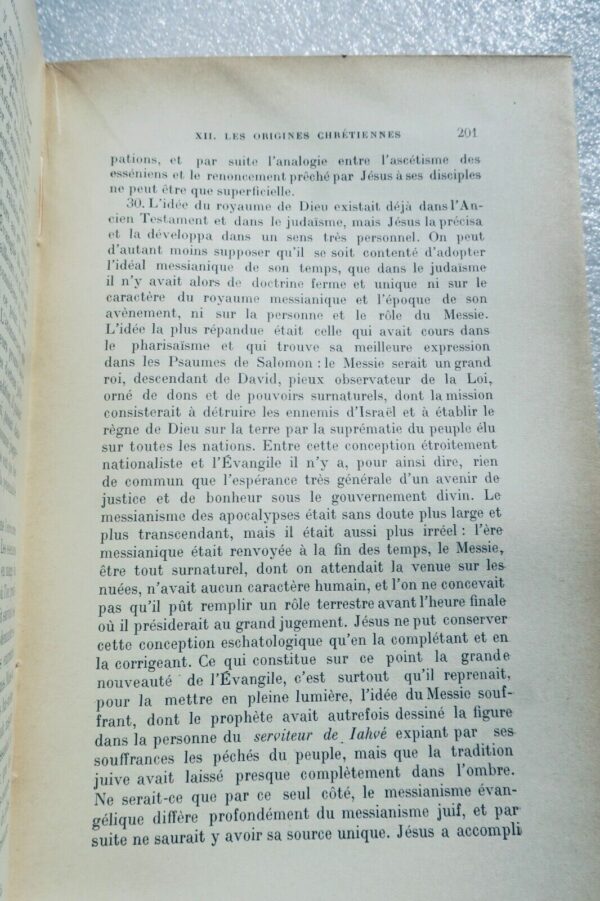 XII. LES ORIGINES CHRÉTIENNES 201
pations, et par suite l'analogie entre l'ascétisme des
esséniens et le renoncement prêché par Jésus à ses disciples
ne peut être que superficielle.
30. L'idée du royaume de Dieu existait déjà dans l'An-
cien Testament et dans le judaïsme, mais Jésus la précisa
et la développa dans un sens très personnel. On peut
d'autant moins supposer qu'il se soit contenté d'adopter
l'idéal messianique de son temps, que dans le judaïsme
il n'y avait alors de doctrine ferme et unique ni sur le
caractère du royaume messianique et l'époque de son
avènement, ni sur la personne et le rôle du Messie.
L'idée la plus répandue était celle qui avait cours dans
le pharisaïsme et qui trouve sa meilleure expression
dans les Psaumes de Salomon : le Messie serait un grand
roi, descendant de David, pieux observateur de la Loi,
orné de dons et de pouvoirs surnaturels, dont la mission
consisterait à détruire les ennemis d'Israël et à établir le
règne de Dieu sur la terre par la suprématie du peuple élu
sur toutes les nations. Entre cette conception étroitement
nationaliste et l'Évangile il n'y a, pour ainsi dire, rien
de commun que l'espérance très générale d'un avenir de
justice et de bonheur sous le gouvernement divin. Le
messianisme des apocalypses était sans doute plus large et
plus transcendant, mais il était aussi plus irréel : l'ère
messianique était renvoyée à la fin des temps, le Messie,
être tout surnaturel, dont on attendait la venue sur les
nuées, n'avait aucun caractère humain, et l'on ne concevait
pas qu'il pût remplir un rôle terrestre avant l'heure finale
où il présiderait au grand jugement. Jésus ne put conserver
cette conception eschatologique qu'en la complétant et en
la corrigeant. Ce qui constitue sur ce point la grande
nouveauté de l'Évangile, c'est surtout qu'il reprenait,
pour la mettre en pleine lumière, l'idée du Messie souf-
frant, dont le prophète avait autrefois dessiné la figure
dans la personne du serviteur de Iahvé expiant par ses
souffrances les péchés du peuple, mais que la tradition
juive avait laissé presque complètement dans l'ombre.
Ne serait-ce que par ce seul côté, le messianisme évan-
gélique diffère profondément du messianisme juif, et par
suite ne saurait y avoir sa source unique. Jésus a accompli